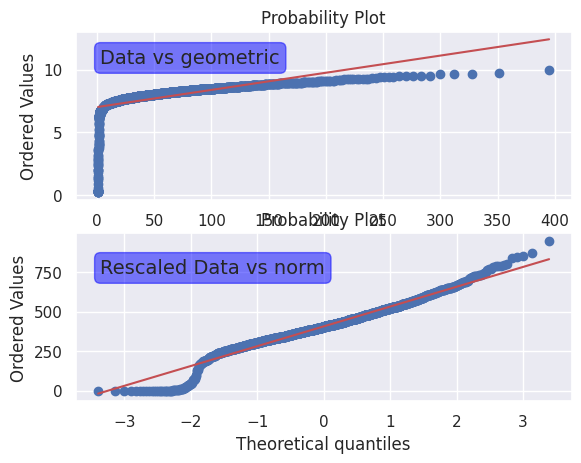 Probability Plot
Data vs geometric
Ordered Values
10
5
0
0 50 100 150 200 250 300 350 400
Probability Plot
Rescaled Data vs norm
Ordered Values
750
500
250
0
−3 −2 −1 0 1 2 3
Theoretical quantiles